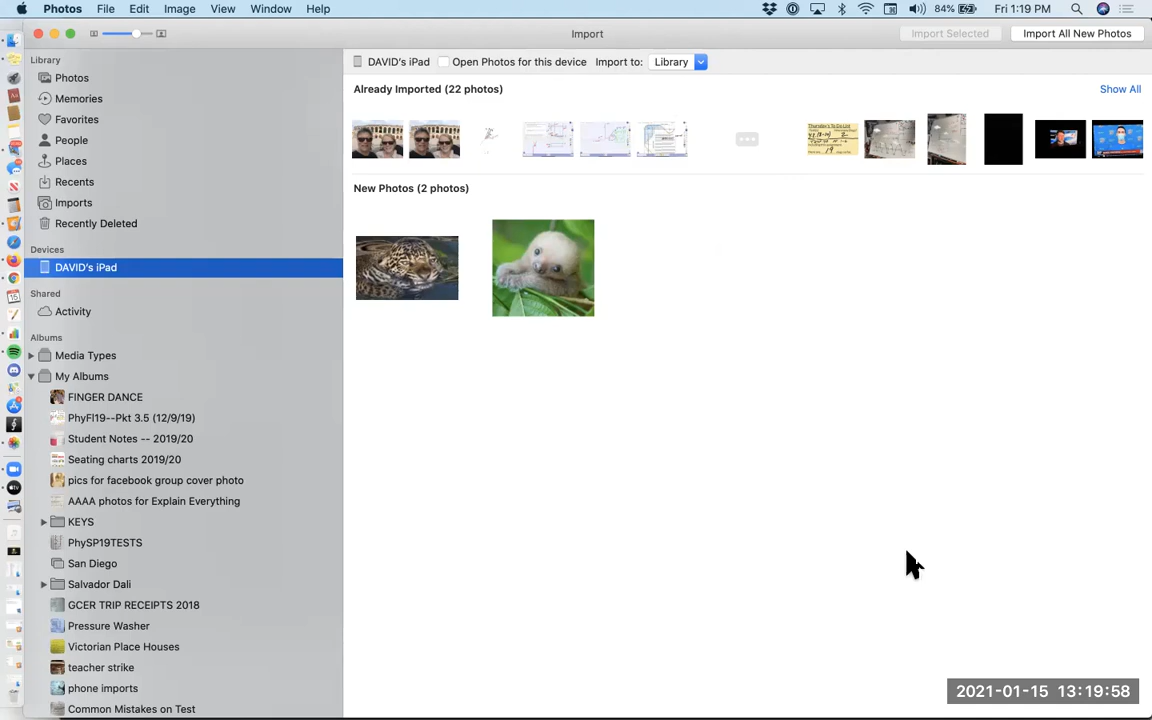 Photos File Edit Image View Window Help 84% Fri 1:19 PM
Import Import Selected Import All New Photos
Library
Photos
Memories
Favorites
People
Places
Recents
Imports
Recently Deleted
Devices
DAVID's iPad
Shared
Activity
Albums
Media Types
My Albums
FINGER DANCE
PhyFl19--Pkt 3.5 (12/9/19)
Student Notes -- 2019/20
Seating charts 2019/20
pics for facebook group cover photo
AAAA photos for Explain Everything
KEYS
PhySP19TESTS
San Diego
Salvador Dali
GCER TRIP RECEIPTS 2018
Pressure Washer
Victorian Place Houses
teacher strike
phone imports
Common Mistakes on Test
DAVID's iPad Open Photos for this device Import to: Library
Already Imported (22 photos) Show All
Thursday's To Do List
New Photos (2 photos)
2021-01-15 13:19:58